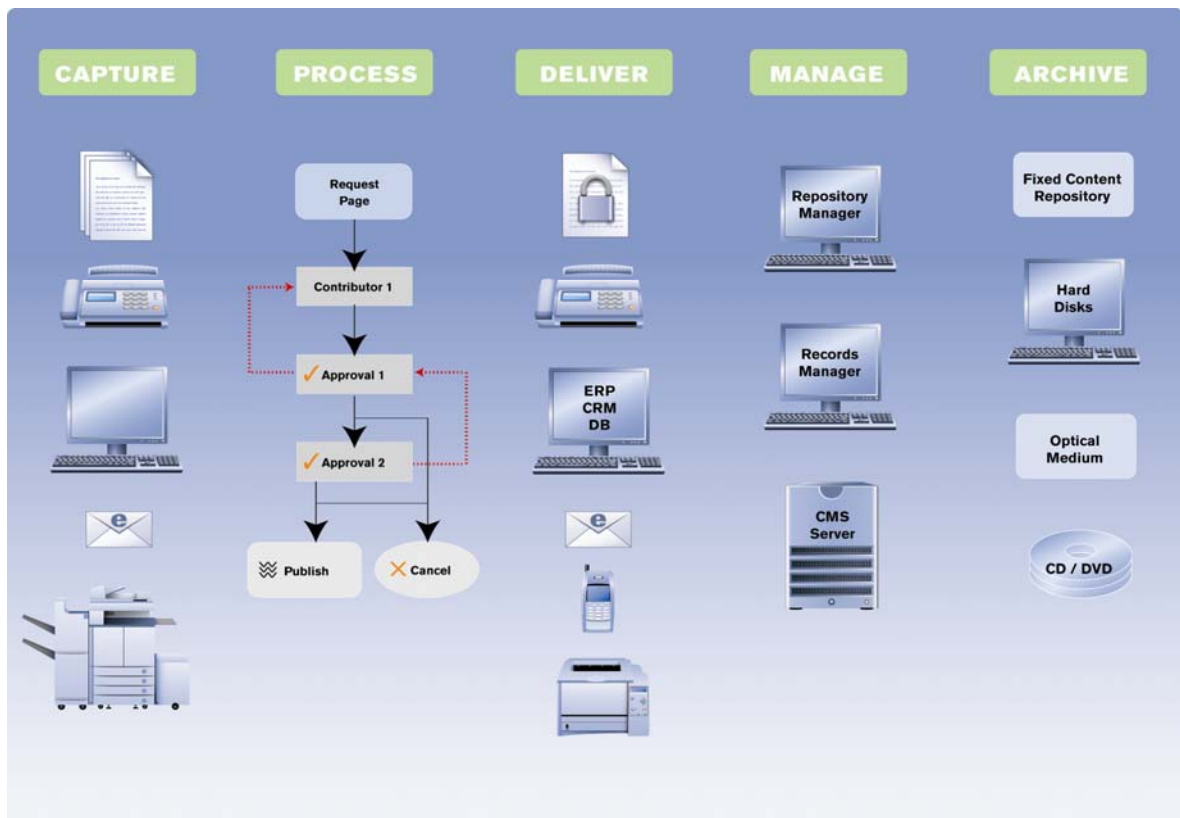 CAPTURE
PROCESS
DELIVER
MANAGE
ARCHIVE
Request
Page
Contributor 1
Approval 1
Approval 2
Publish
Cancel
ERP
CRM
DB
e
e
Repository
Manager
Records
Manager
CMS
Server
Fixed Content
Repository
Hard
Disks
Optical
Medium
CD / DVD